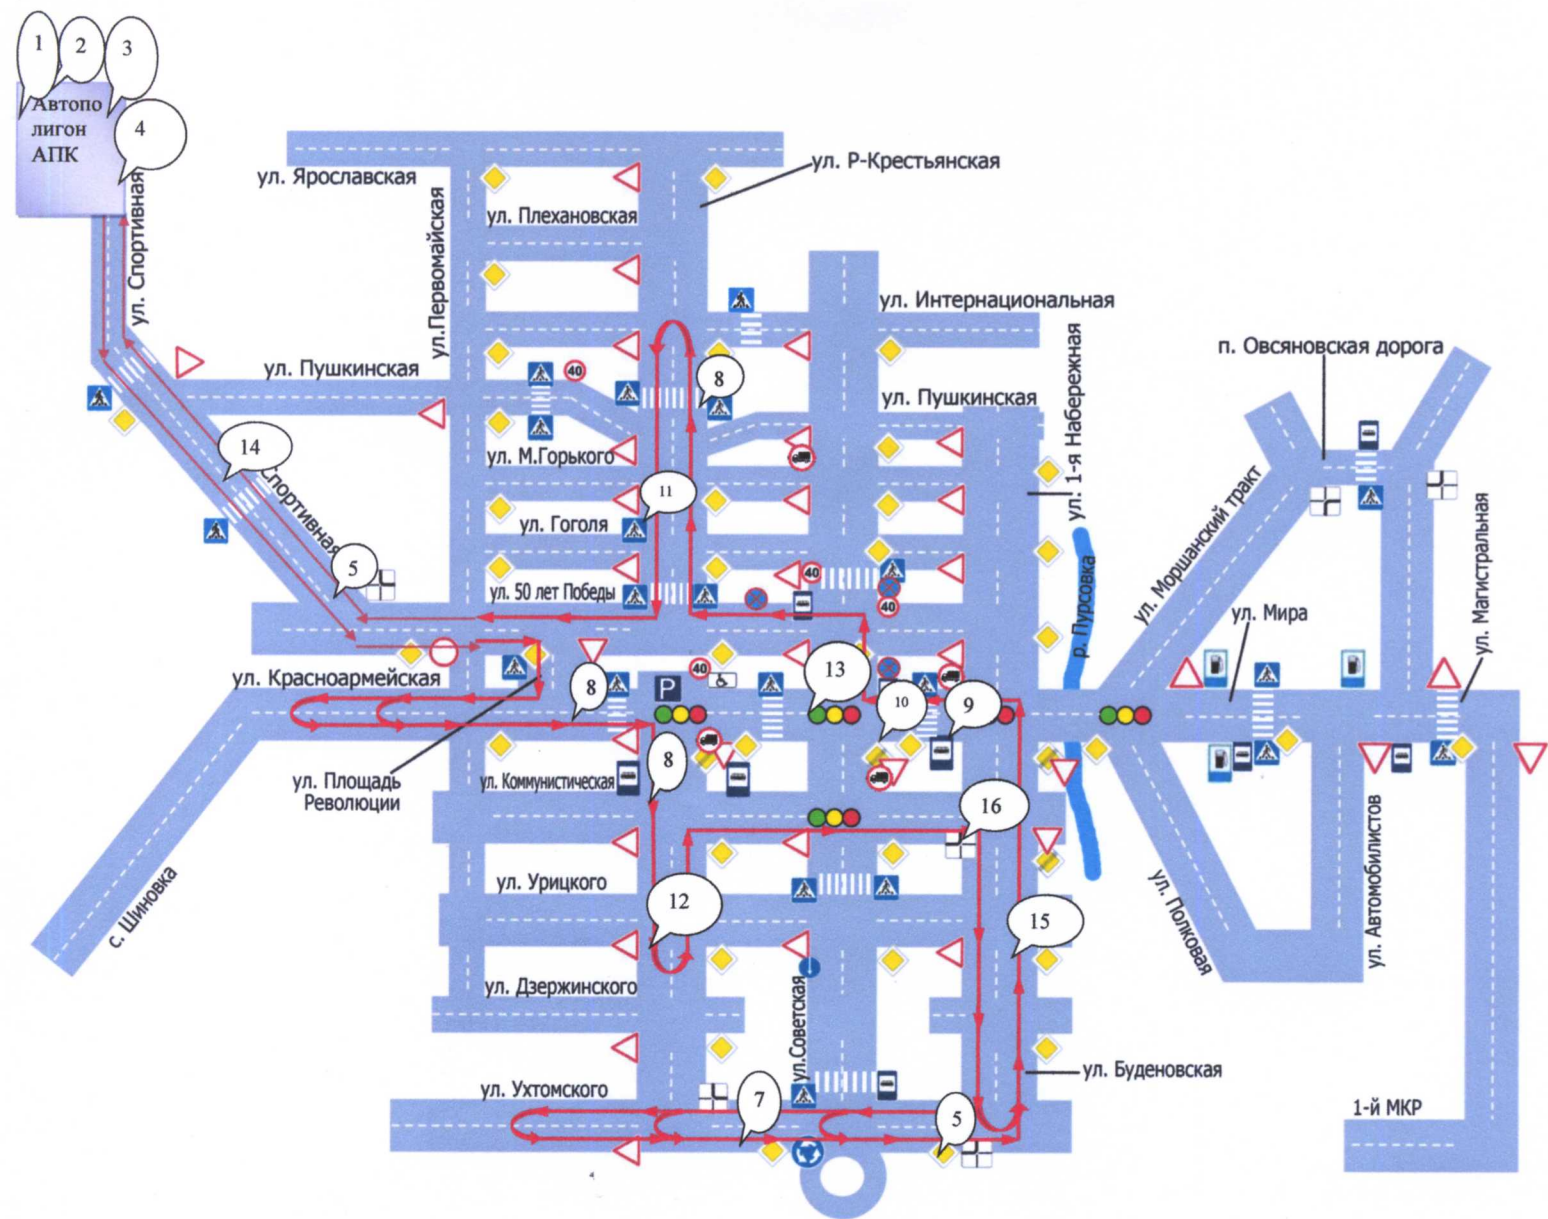 1
2
3
Автопо
лигон
АПК
4
ул. Р-Крестьянская
ул. Ярославская
ул. Плехановская
ул. Спортивная
ул.Первомайская
ул. Интернациональная
ул. 1-я Набережная
п. Овсяновская дорога
ул. Пушкинская
40
8
ул. Пушкинская
14
ул. М.Горького
Спортивная
11
ул. Гоголя
ул. Моршанский тракт
ул. Магистральная
5
ул. 50 лет Победы
40
40
р. Пурсовка
ул. Мира
ул. Красноармейская
8
40
P
13
10
9
ул. Площадь
Революции
ул. Коммунистическая
8
16
с. Шиновка
ул. Урицкого
12
15
ул. Полковая
ул. Автомобилистов
ул. Дзержинского
ул.Советская
ул. Ухтомского
ул. Буденовская
7
5
1-й МКР